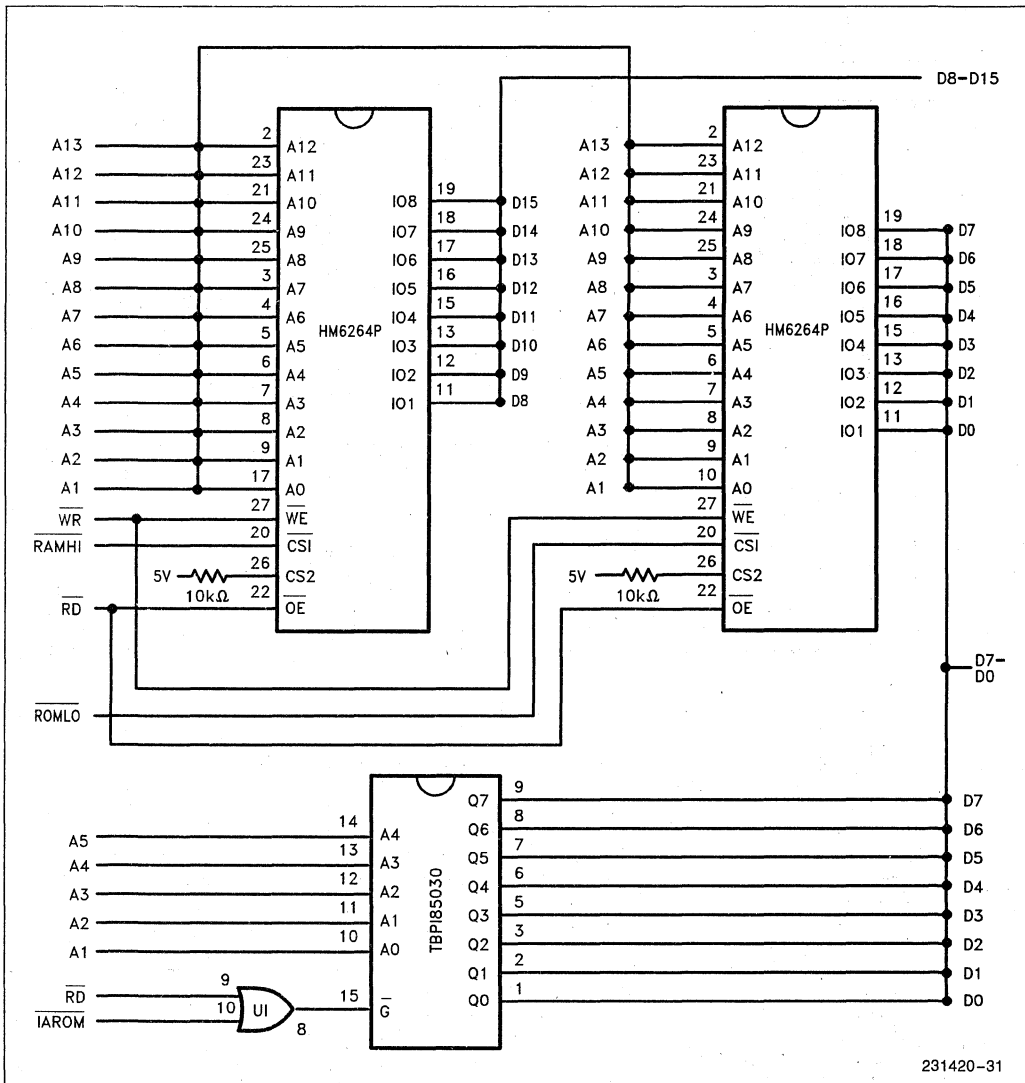 D8–D15
A13 2 A12 A13 2 A12
A12 23 A11 A12 23 A11
A11 21 A10 IO8 19 D15 A11 21 A10
A10 24 A9 IO7 18 D14 A10 24 A9 IO8 19 D7
A9 25 A8 IO6 17 D13 A9 25 A8 IO7 18 D6
A8 3 A7 IO5 16 D12 A8 3 A7 IO6 17 D5
A7 4 A6 IO4 15 D11 A7 4 A6 IO5 16 D4
HM6264P HM6264P
A6 5 A5 IO3 13 D10 A6 5 A5 IO4 15 D3
A5 6 A4 IO2 12 D9 A5 6 A4 IO3 13 D2
A4 7 A3 IO1 11 D8 A4 7 A3 IO2 12 D1
A3 8 A2 A3 8 A2 IO1 11 D0
A2 9 A1 A2 9 A1
A1 17 A0 A1 10 A0
WR 27 WE 27 WE
RAMHI 20 CSI 20 CSI
5V 10kΩ 26 CS2 5V 10kΩ 26 CS2
RD 22 OE 22 OE
D7–
D0
ROMLO
Q7 9 D7
A5 14 A4 Q6 8 D6
A4 13 A3 Q5 7 D5
A3 12 A2 Q4 6 D4
A2 11 A1 Q3 5 D3
A1 10 A0 Q2 3 D2
TBPI85030
Q1 2 D1
RD 9 UI 8 15 G Q0 1 D0
IAROM 10
231420–31